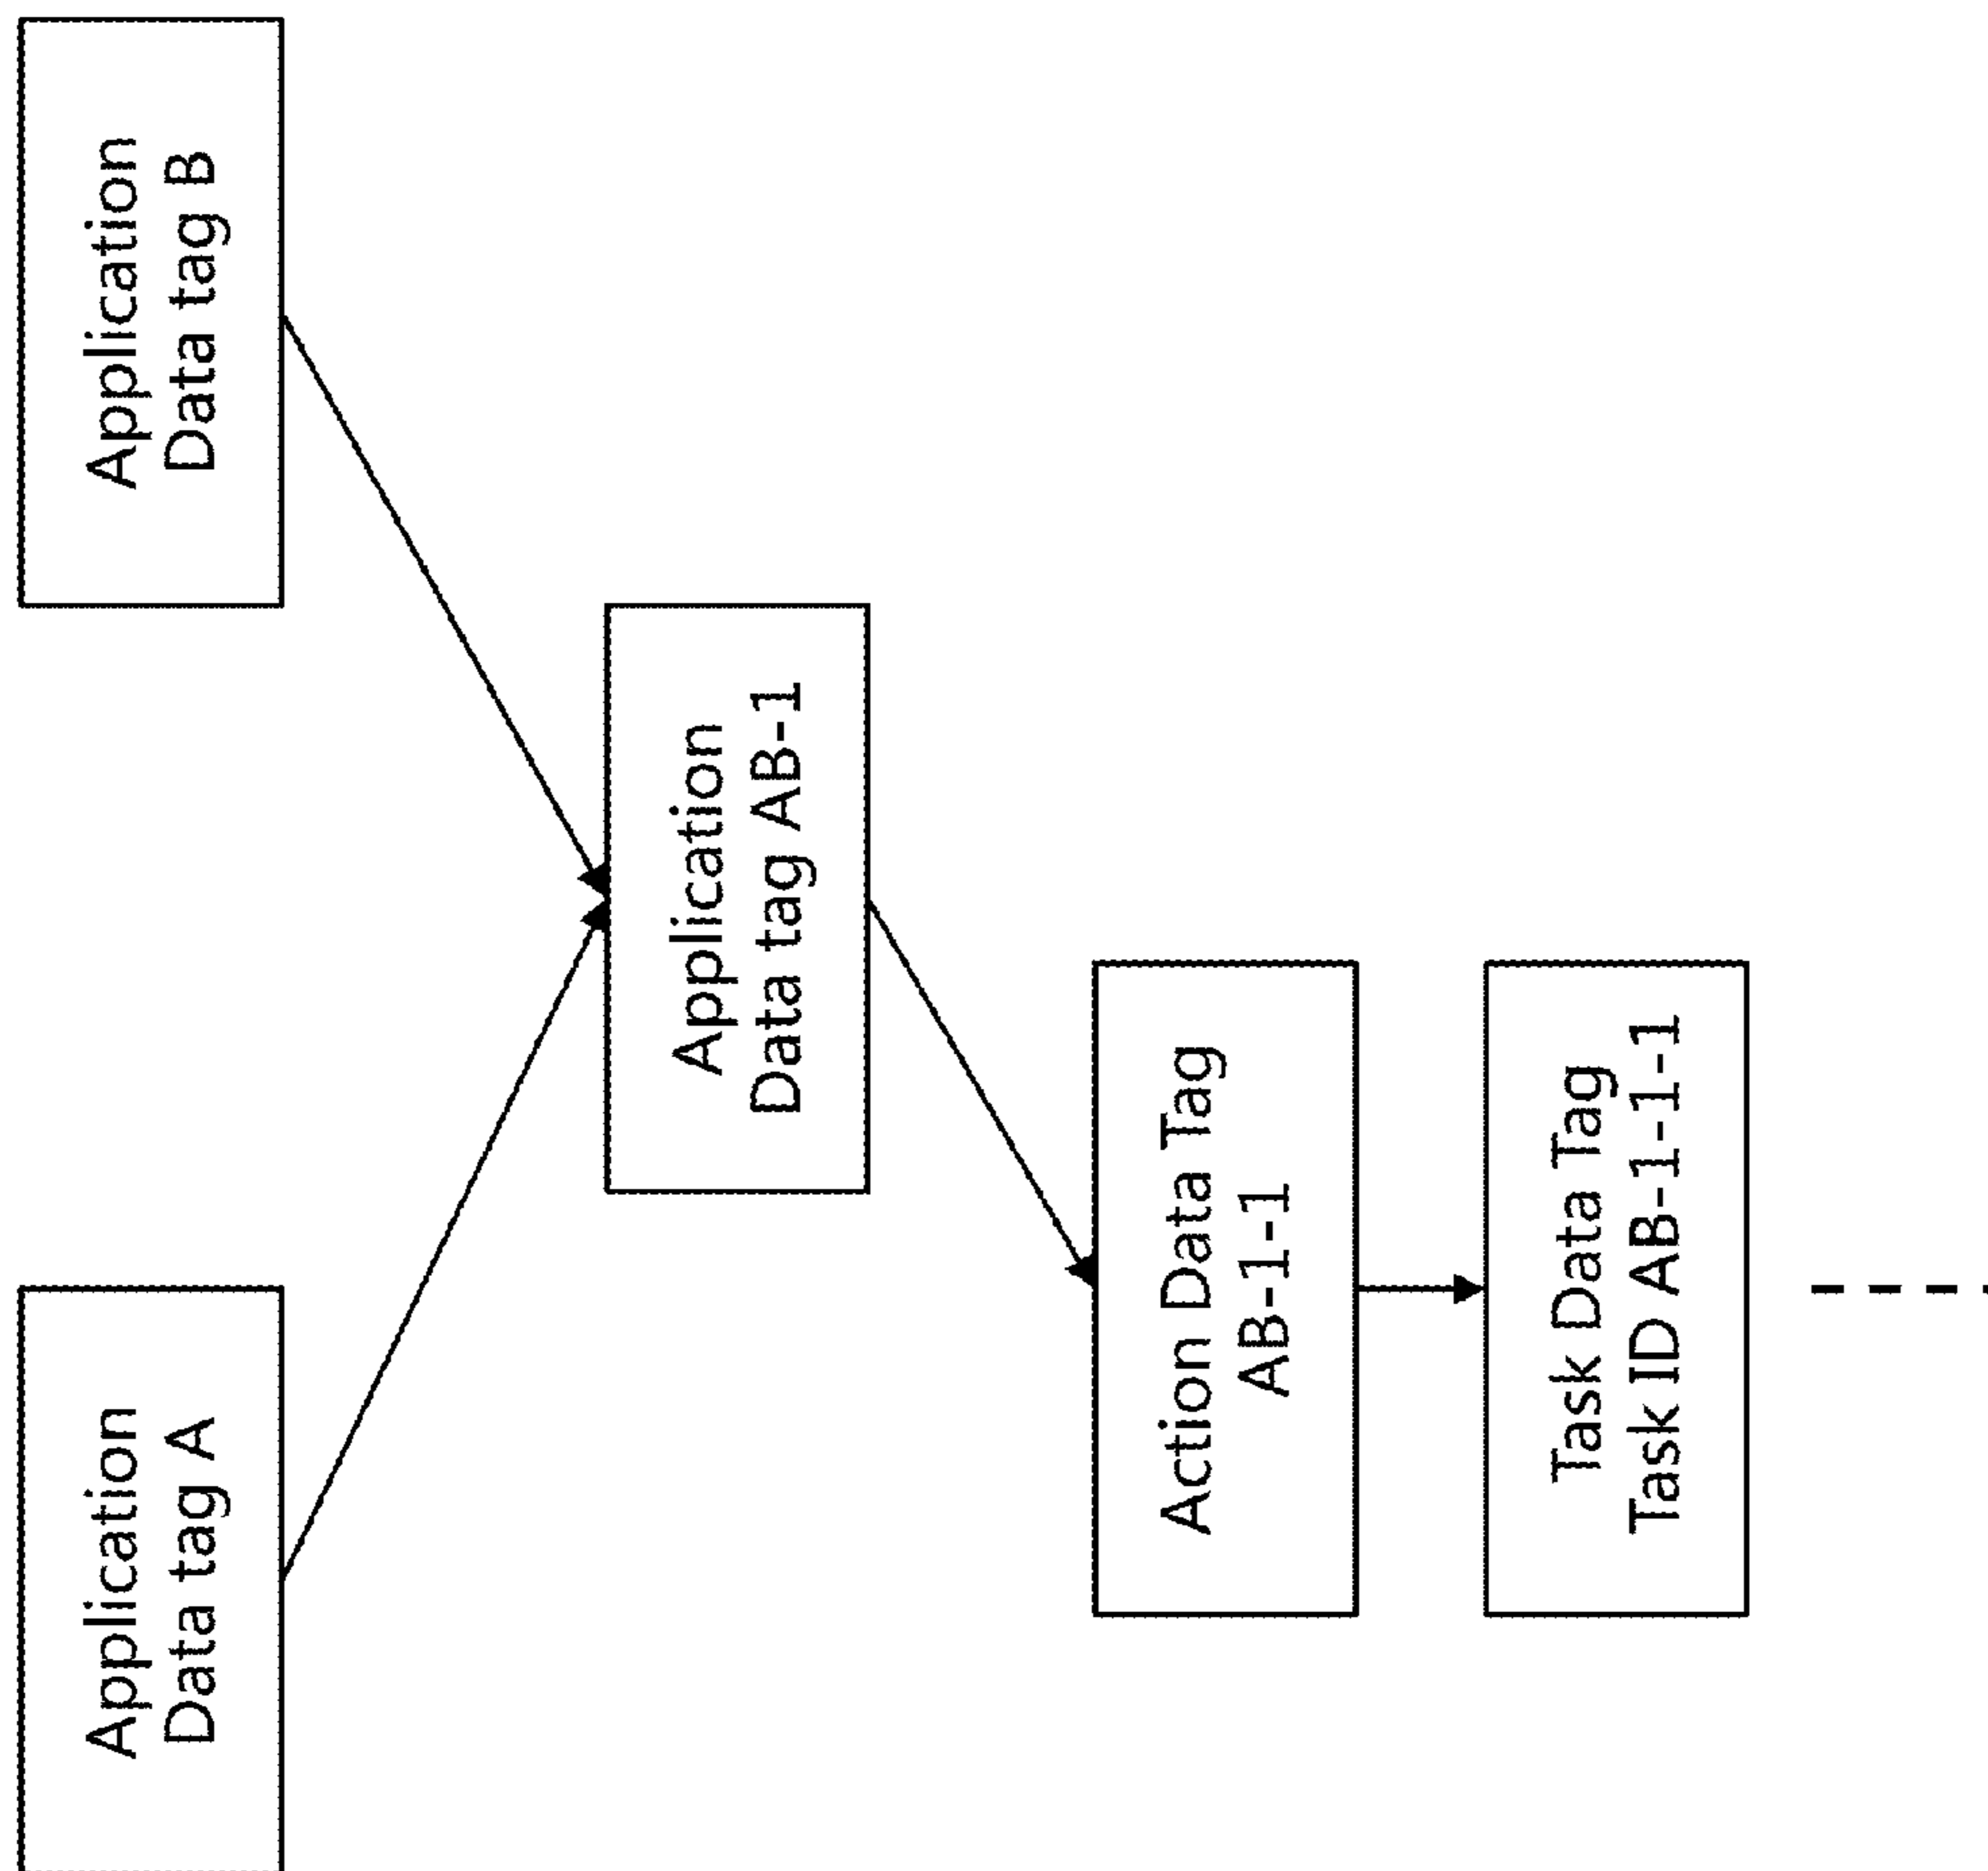 Application
Data tag A
Application
Data tag B
Application
Data tag AB-1
Action Data Tag
AB-1-1
Task Data Tag
Task ID AB-1-1-1